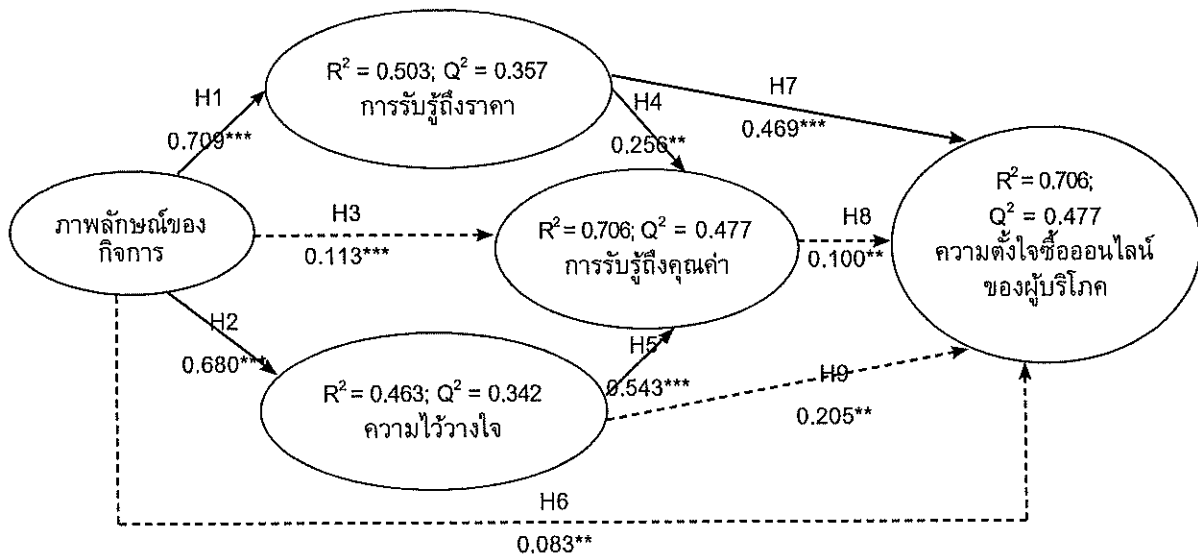 R² = 0.503; Q² = 0.357
การรับรู้ถึงราคา
H1
0.709***
H4
0.256**
H7
0.469***
ภาพลักษณ์ของ
กิจการ
H3
0.113***
R² = 0.706; Q² = 0.477
การรับรู้ถึงคุณค่า
H8
0.100**
R² = 0.706;
Q² = 0.477
ความตั้งใจซื้อออนไลน์
ของผู้บริโภค
H2
0.680***
H5
0.543***
R² = 0.463; Q² = 0.342
ความไว้วางใจ
H9
0.205**
H6
0.083**